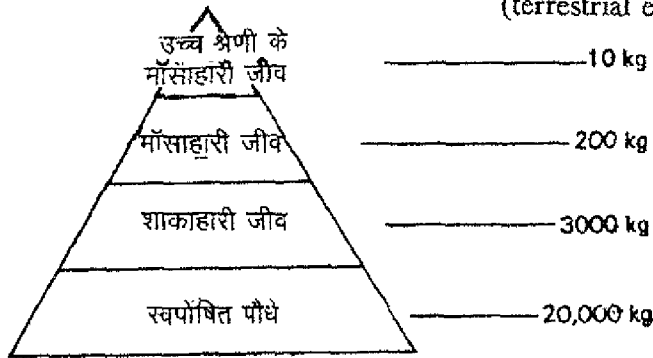 (terrestrial e
उच्च श्रेणी के
मॉसाहारी जीव
10 kg
मॉसाहारी जीव
200 kg
शाकाहारी जीव
3000 kg
स्वपोषित पौधे
20,000 kg